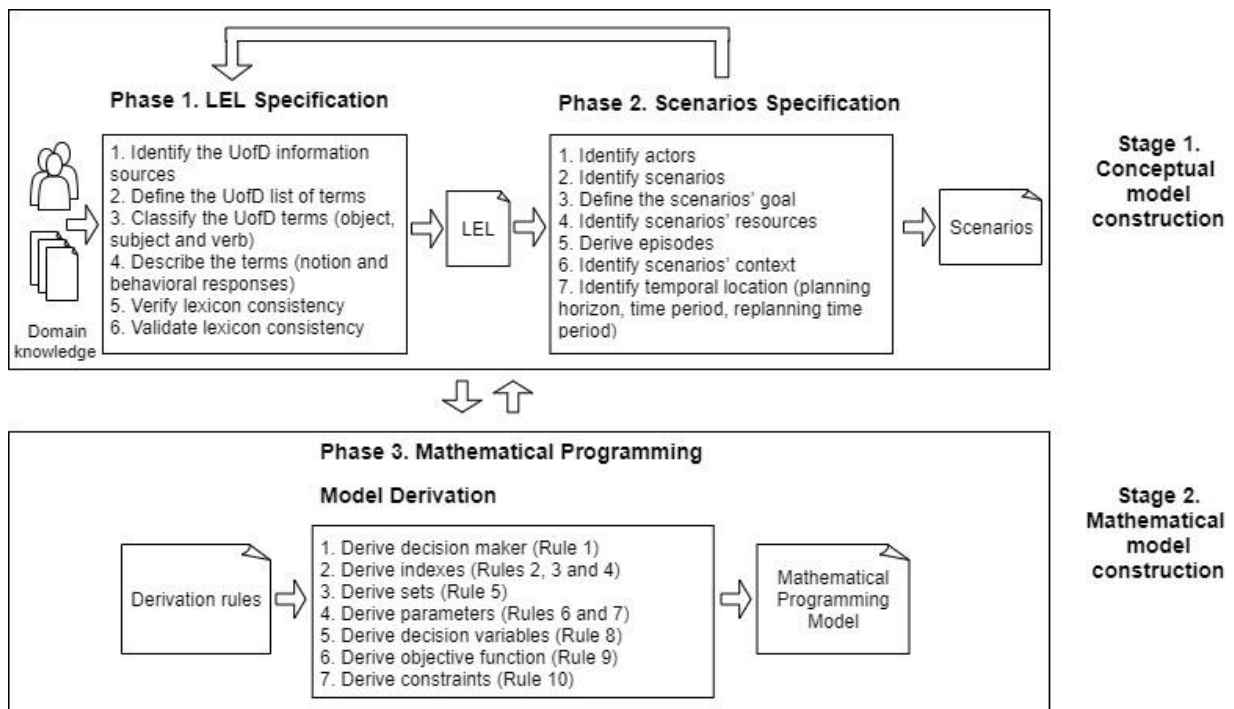 Phase 1. LEL Specification
Domain
knowledge
1. Identify the UofD information
sources
2. Define the UofD list of terms
3. Classify the UofD terms (object,
subject and verb)
4. Describe the terms (notion and
behavioral responses)
5. Verify lexicon consistency
6. Validate lexicon consistency
LEL
Phase 2. Scenarios Specification
1. Identify actors
2. Identify scenarios
3. Define the scenarios' goal
4. Identify scenarios' resources
5. Derive episodes
6. Identify scenarios' context
7. Identify temporal location (planning
horizon, time period, replanning time
period)
Scenarios
Stage 1.
Conceptual
model
construction
Phase 3. Mathematical Programming
Model Derivation
Derivation rules
1. Derive decision maker (Rule 1)
2. Derive indexes (Rules 2, 3 and 4)
3. Derive sets (Rule 5)
4. Derive parameters (Rules 6 and 7)
5. Derive decision variables (Rule 8)
6. Derive objective function (Rule 9)
7. Derive constraints (Rule 10)
Mathematical
Programming
Model
Stage 2.
Mathematical
model
construction